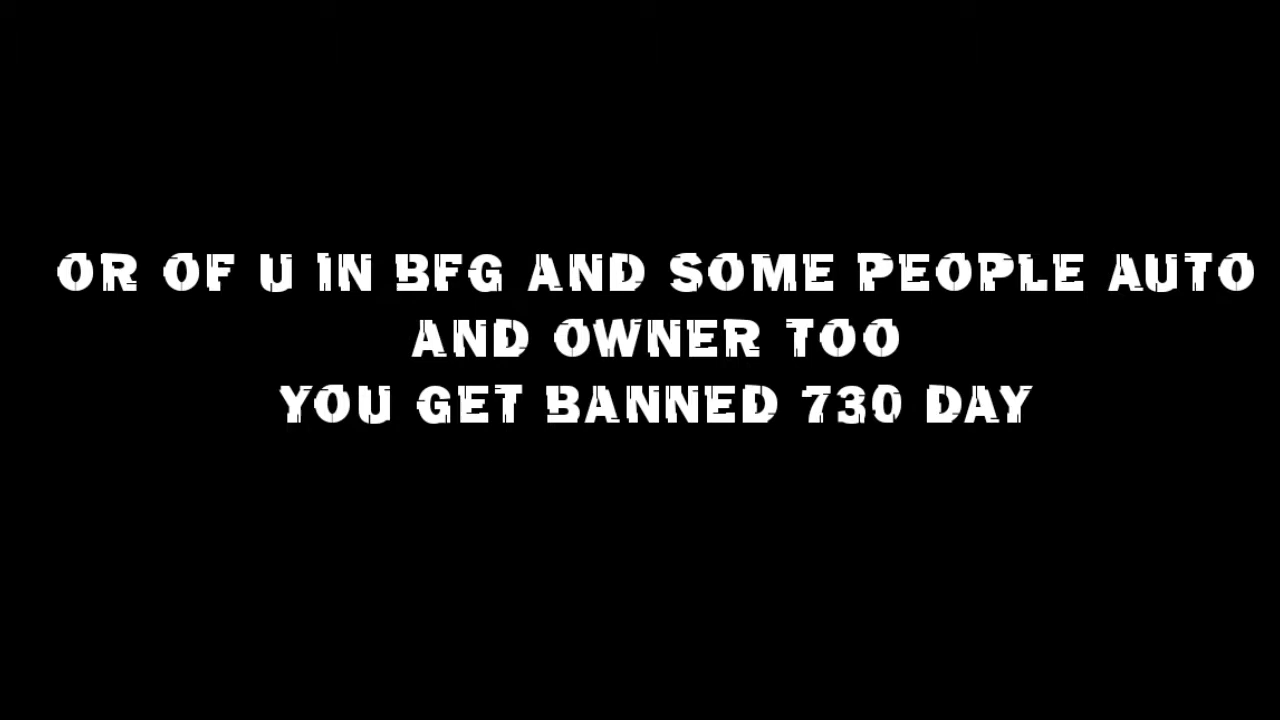 OR OF U IN BFG AND SOME PEOPLE AUTO
AND OWNER TOO
YOU GET BANNED 730 DAY